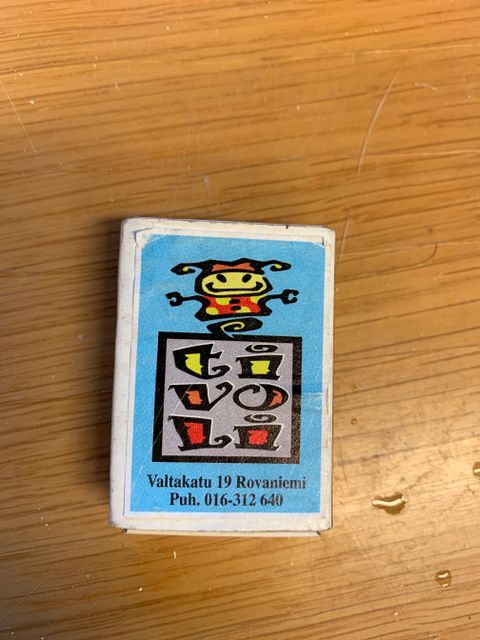 ti
vo
li
Valtakatu 19 Rovaniemi
Puh. 016-312 640